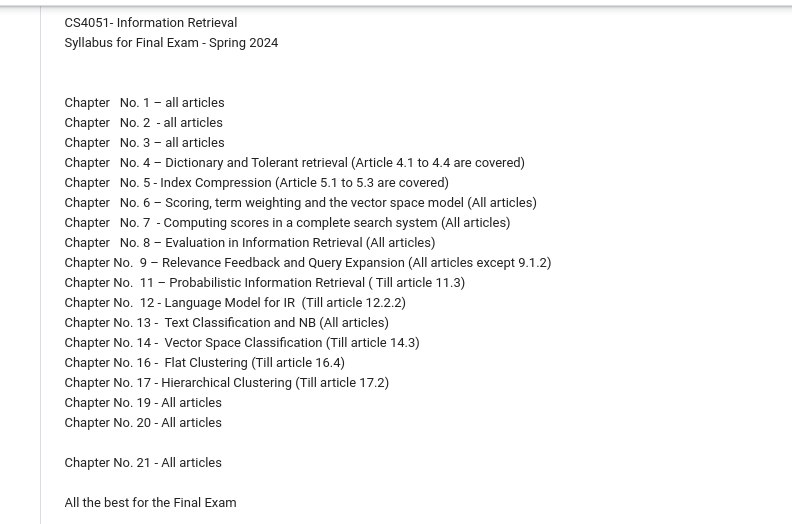 CS4051- Information Retrieval
Syllabus for Final Exam - Spring 2024
Chapter No. 1 – all articles
Chapter No. 2 - all articles
Chapter No. 3 – all articles
Chapter No. 4 – Dictionary and Tolerant retrieval (Article 4.1 to 4.4 are covered)
Chapter No. 5 - Index Compression (Article 5.1 to 5.3 are covered)
Chapter No. 6 – Scoring, term weighting and the vector space model (All articles)
Chapter No. 7 - Computing scores in a complete search system (All articles)
Chapter No. 8 – Evaluation in Information Retrieval (All articles)
Chapter No. 9 – Relevance Feedback and Query Expansion (All articles except 9.1.2)
Chapter No. 11 – Probabilistic Information Retrieval ( Till article 11.3)
Chapter No. 12 - Language Model for IR (Till article 12.2.2)
Chapter No. 13 - Text Classification and NB (All articles)
Chapter No. 14 - Vector Space Classification (Till article 14.3)
Chapter No. 16 - Flat Clustering (Till article 16.4)
Chapter No. 17 - Hierarchical Clustering (Till article 17.2)
Chapter No. 19 - All articles
Chapter No. 20 - All articles
Chapter No. 21 - All articles
All the best for the Final Exam